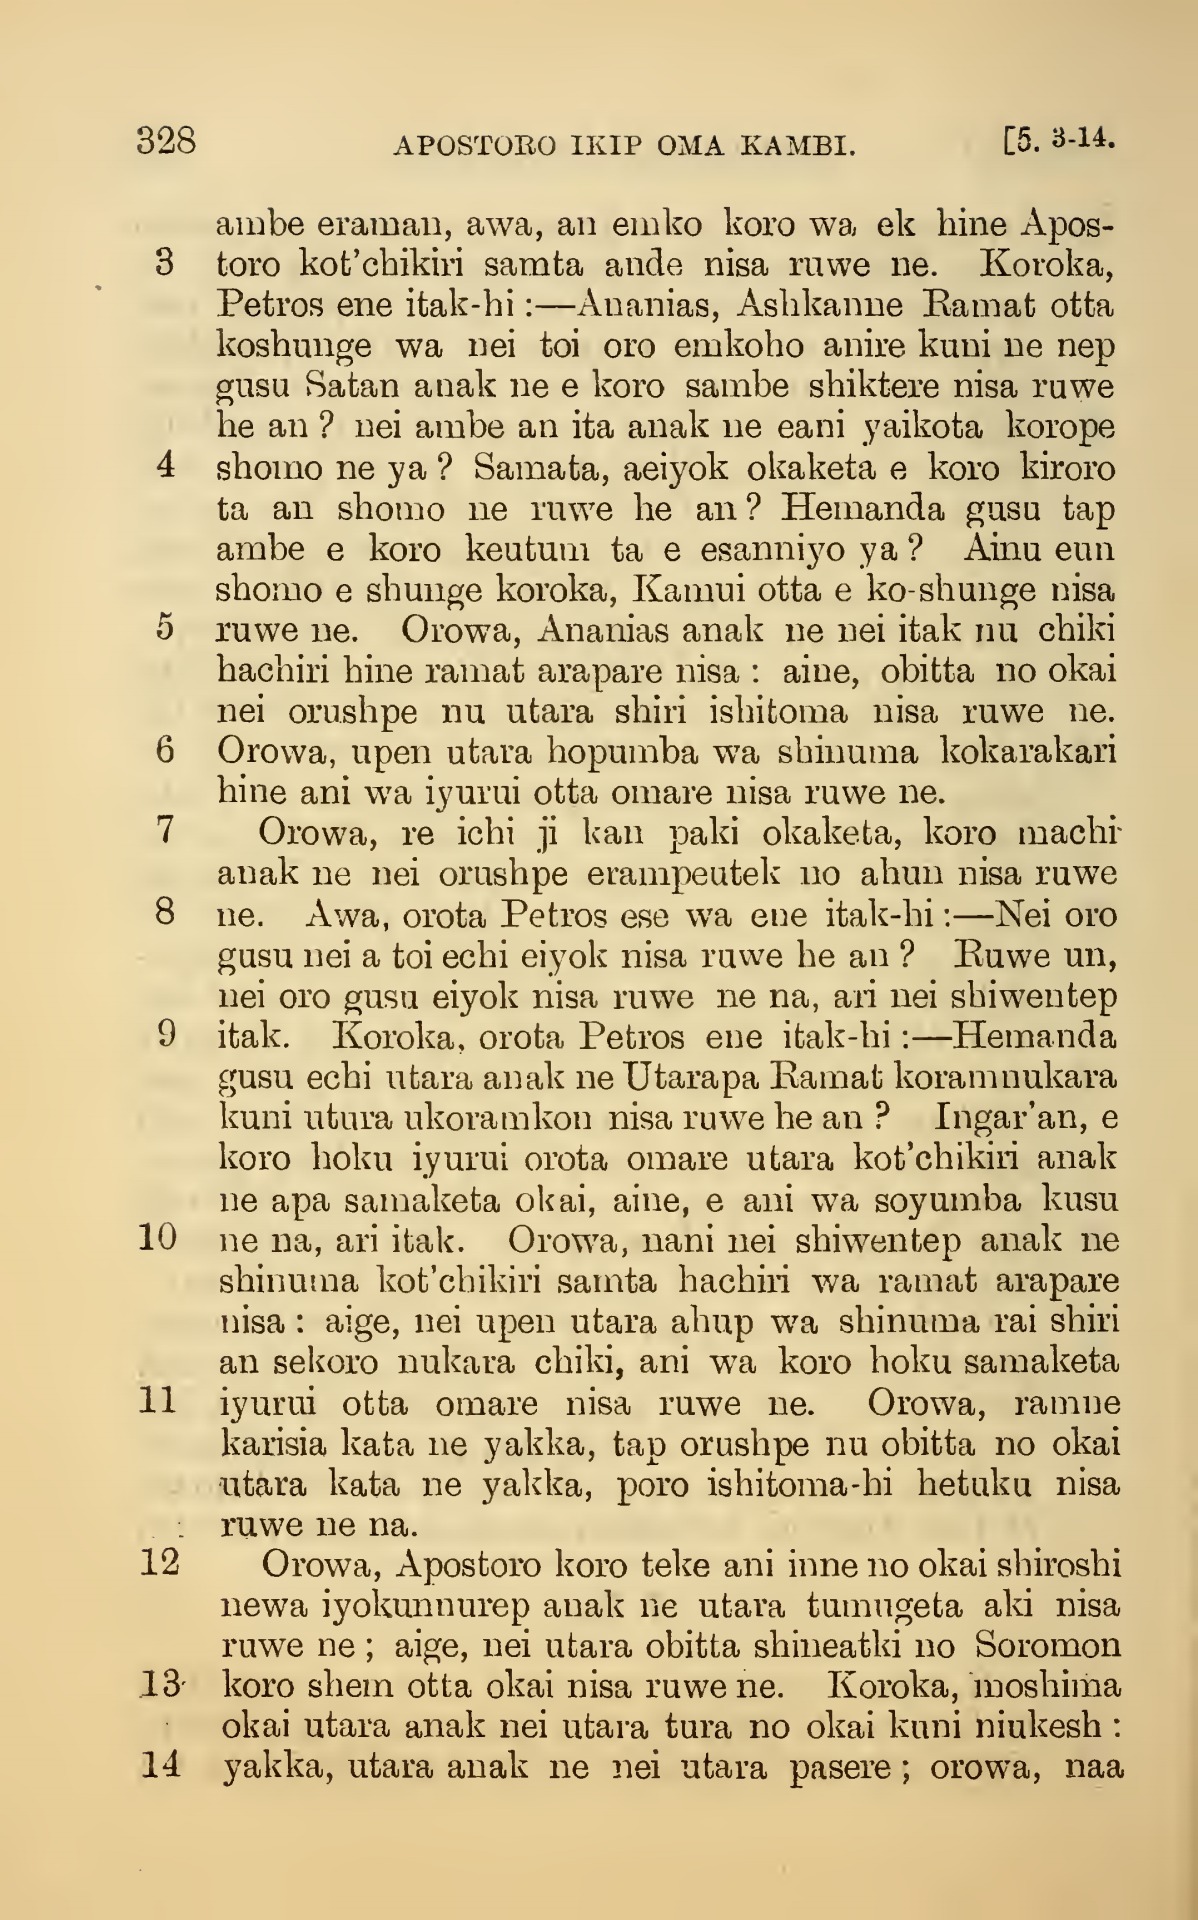 328 APOSTORO IKIP OMA KAMBI. [5. 3-14.
ambe eraman, awa, an emko koro wa ek hine Apos-
3 toro kot'chikiri samta ande nisa ruwe ne. Koroka,
Petros ene itak-hi :—Ananias, Ashkanne Ramat otta
koshunge wa nei toi oro emkoho anire kuni ne nep
gusu Satan anak ne e koro sambe shiktere nisa ruwe
he an ? nei ambe an ita anak ne eani yaikota korope
4 shomo ne ya ? Samata, aeiyok okaketa e koro kiroro
ta an shomo ne ruwe he an ? Hemanda gusu tap
ambe e koro keutum ta e esanniyo ya ? Ainu eun
shomo e shunge koroka, Kamui otta e ko-shunge nisa
5 ruwe ne. Orowa, Ananias anak ne nei itak nu chiki
hachiri hine ramat arapare nisa : aine, obitta no okai
nei orushpe nu utara shiri ishitoma nisa ruwe ne.
6 Orowa, upen utara hopumba wa shinuma kokarakari
hine ani wa iyurui otta omare nisa ruwe ne.
7 Orowa, re ichi ji kan paki okaketa, koro machi
anak ne nei orushpe erampeutek no ahun nisa ruwe
8 ne. Awa, orota Petros ese wa ene itak-hi :—Nei oro
gusu nei a toi echi eiyok nisa ruwe he an ? Ruwe un,
nei oro gusu eiyok nisa ruwe ne na, ari nei shiwentep
9 itak. Koroka, orota Petros ene itak-hi :—Hemanda
gusu echi utara anak ne Utarapa Ramat koramnukara
kuni utura ukoramkon nisa ruwe he an ? Ingar'an, e
koro hoku iyurui orota omare utara kot'chikiri anak
ne apa samaketa okai, aine, e ani wa soyumba kusu
10 ne na, ari itak. Orowa, nani nei shiwentep anak ne
shinuma kot'chikiri samta hachiri wa ramat arapare
nisa : aige, nei upen utara ahup wa shinuma rai shiri
an sekoro nukara chiki, ani wa koro hoku samaketa
11 iyurui otta omare nisa ruwe ne. Orowa, ramne
karisia kata ne yakka, tap orushpe nu obitta no okai
utara kata ne yakka, poro ishitoma-hi hetuku nisa
ruwe ne na.
12 Orowa, Apostoro koro teke ani inne no okai shiroshi
newa iyokunnurep anak ne utara tumugeta aki nisa
ruwe ne ; aige, nei utara obitta shineatki no Soromon
13 koro shem otta okai nisa ruwe ne. Koroka, moshima
okai utara anak nei utara tura no okai kuni niukesh :
14 yakka, utara anak ne nei utara pasere ; orowa, naa